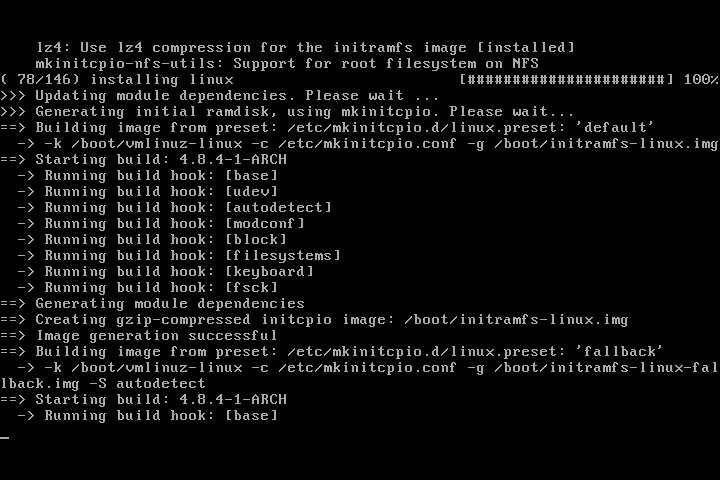 lz4: Use lz4 compression for the initramfs image [installed]
mkinitcpio-nfs-utils: Support for root filesystem on NFS
( 78/146) installing linux [######################] 100%
>>> Updating module dependencies. Please wait ...
>>> Generating initial ramdisk, using mkinitcpio. Please wait...
==> Building image from preset: /etc/mkinitcpio.d/linux.preset: 'default'
-> -k /boot/vmlinuz-linux -c /etc/mkinitcpio.conf -g /boot/initramfs-linux.img
==> Starting build: 4.8.4-1-ARCH
-> Running build hook: [base]
-> Running build hook: [udev]
-> Running build hook: [autodetect]
-> Running build hook: [modconf]
-> Running build hook: [block]
-> Running build hook: [filesystems]
-> Running build hook: [keyboard]
-> Running build hook: [fsck]
==> Generating module dependencies
==> Creating gzip-compressed initcpio image: /boot/initramfs-linux.img
==> Image generation successful
==> Building image from preset: /etc/mkinitcpio.d/linux.preset: 'fallback'
-> -k /boot/vmlinuz-linux -c /etc/mkinitcpio.conf -g /boot/initramfs-linux-fal
lback.img -S autodetect
==> Starting build: 4.8.4-1-ARCH
-> Running build hook: [base]